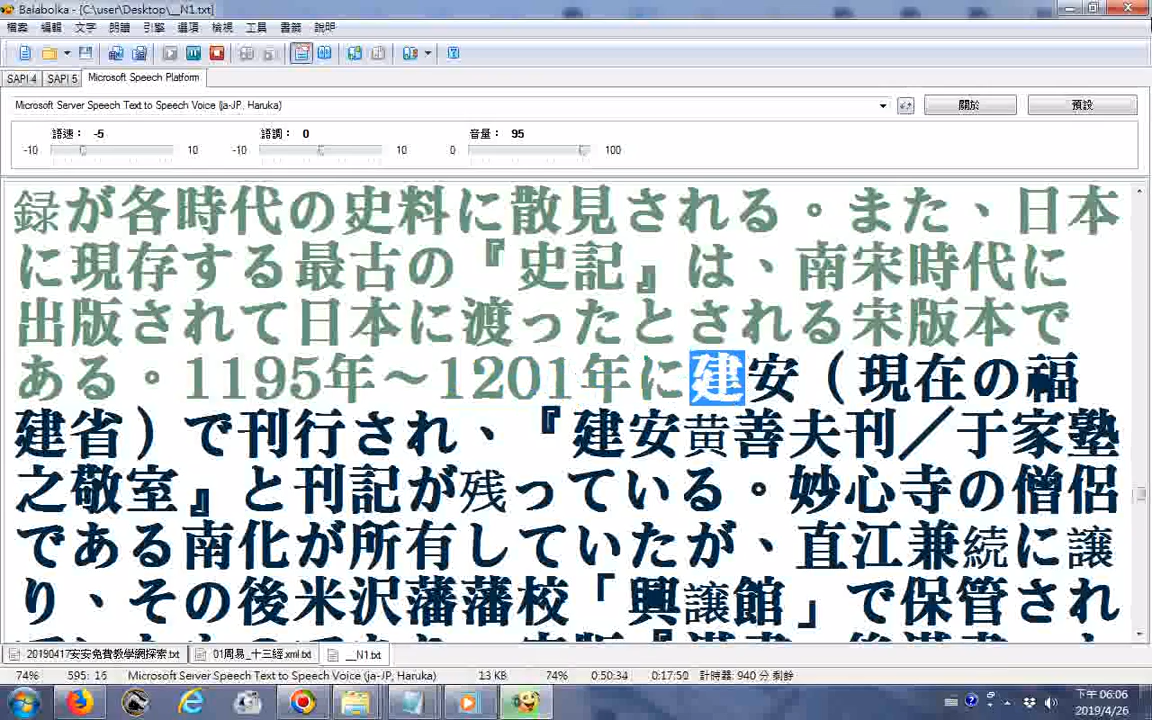 Balabolka - [C:\user\Desktop\__N1.txt]
檔案 編輯 文字 朗讀 引擎 選項 檢視 工具 書籤 說明
SAPI 4 SAPI 5 Microsoft Speech Platform
Microsoft Server Speech Text to Speech Voice (ja-JP, Haruka) 關於 預設
語速： -5 語調： 0 音量： 95
-10 10 -10 10 0 100
録が各時代の史料に散見される。また、日本
に現存する最古の『史記』は、南宋時代に
出版されて日本に渡ったとされる宋版本で
ある。1195年～1201年に建安（現在の福
建省）で刊行され、『建安黄善夫刊／于家塾
之敬室』と刊記が残っている。妙心寺の僧侶
である南化が所有していたが、直江兼続に譲
り、その後米沢藩藩校「興譲館」で保管され
20190417安安免費教學網探索.txt 01周易_十三經.xml.txt __N1.txt
74% 595: 16 Microsoft Server Speech Text to Speech Voice (ja-JP, Haruka) 13 KB 74% 0:50:34 0:17:50 計時器: 940 分 剩餘
下午 06:06
2019/4/26